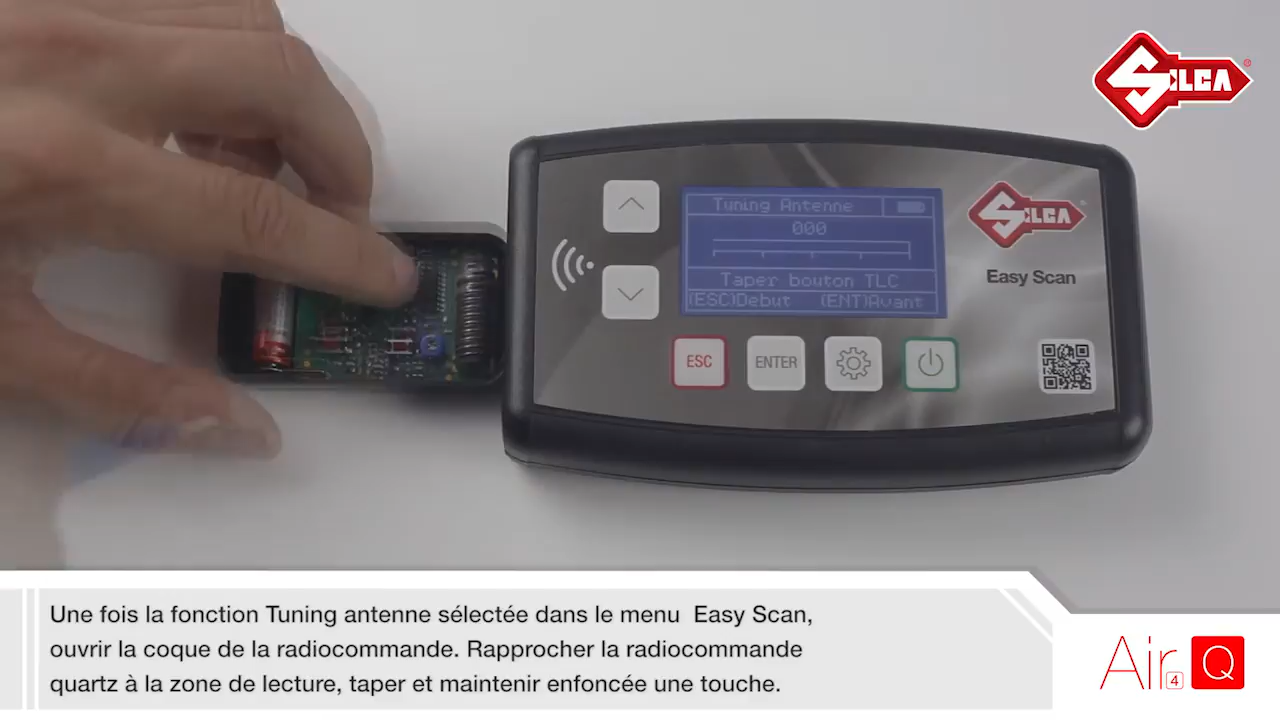 SILCA
Tuning Antenne
000
Taper bouton TLC
(ESC)Debut (ENT)Avant
SILCA
Easy Scan
ESC
ENTER
Une fois la fonction Tuning antenne sélectée dans le menu Easy Scan,
ouvrir la coque de la radiocommande. Rapprocher la radiocommande
quartz à la zone de lecture, taper et maintenir enfoncée une touche.
Air4 Q